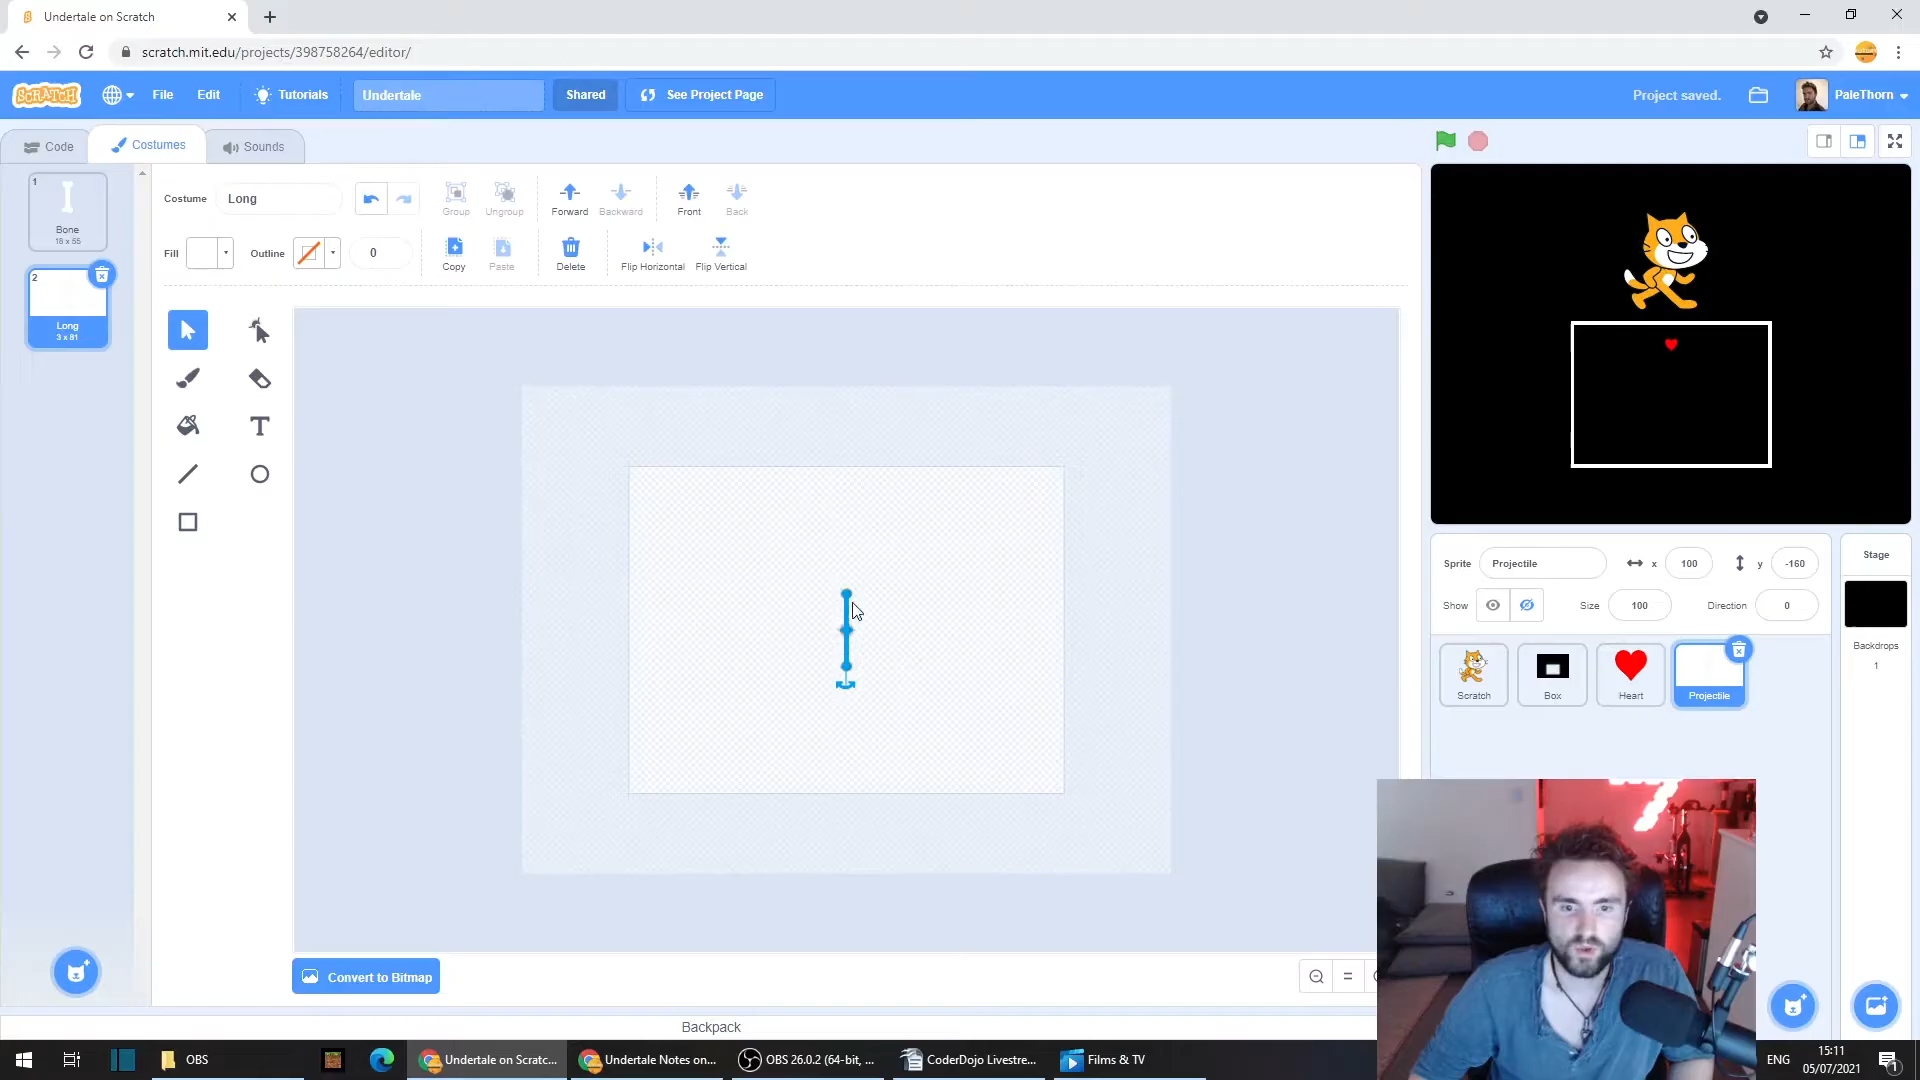 Undertale on Scratch
scratch.mit.edu/projects/398758264/editor/
SCRATCH
File
Edit
Tutorials
Undertale
Shared
See Project Page
Project saved.
PaleThorn
Code
Costumes
Sounds
1
Bone
18 x 55
2
Long
3 x 81
Costume
Long
Group
Ungroup
Forward
Backward
Front
Back
Fill
Outline
0
Copy
Paste
Delete
Flip Horizontal
Flip Vertical
T
Convert to Bitmap
Sprite
Projectile
x
100
y
-160
Show
Size
100
Direction
0
Scratch
Box
Heart
Projectile
Stage
Backdrops
1
Backpack
OBS
Undertale on Scratc...
Undertale Notes on...
OBS 26.0.2 (64-bit, ...
CoderDojo Livestre...
Films & TV
ENG
15:11
05/07/2021
1